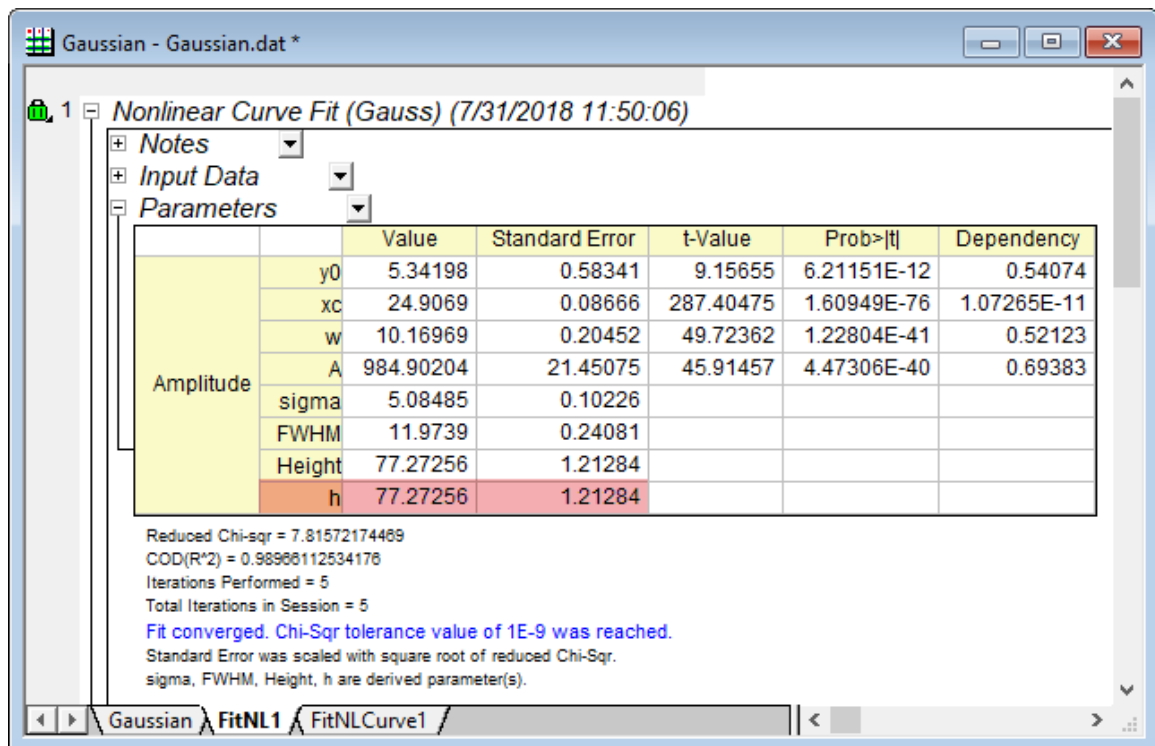 Gaussian - Gaussian.dat *
1 Nonlinear Curve Fit (Gauss) (7/31/2018 11:50:06)
Notes
Input Data
Parameters
Value Standard Error t-Value Prob>|t| Dependency
Amplitude
y0 5.34198 0.58341 9.15655 6.21151E-12 0.54074
xc 24.9069 0.08666 287.40475 1.60949E-76 1.07265E-11
w 10.16969 0.20452 49.72362 1.22804E-41 0.52123
A 984.90204 21.45075 45.91457 4.47306E-40 0.69383
sigma 5.08485 0.10226
FWHM 11.9739 0.24081
Height 77.27256 1.21284
h 77.27256 1.21284
Reduced Chi-sqr = 7.81572174469
COD(R^2) = 0.98966112534176
Iterations Performed = 5
Total Iterations in Session = 5
Fit converged. Chi-Sqr tolerance value of 1E-9 was reached.
Standard Error was scaled with square root of reduced Chi-Sqr.
sigma, FWHM, Height, h are derived parameter(s).
Gaussian FitNL1 FitNLCurve1